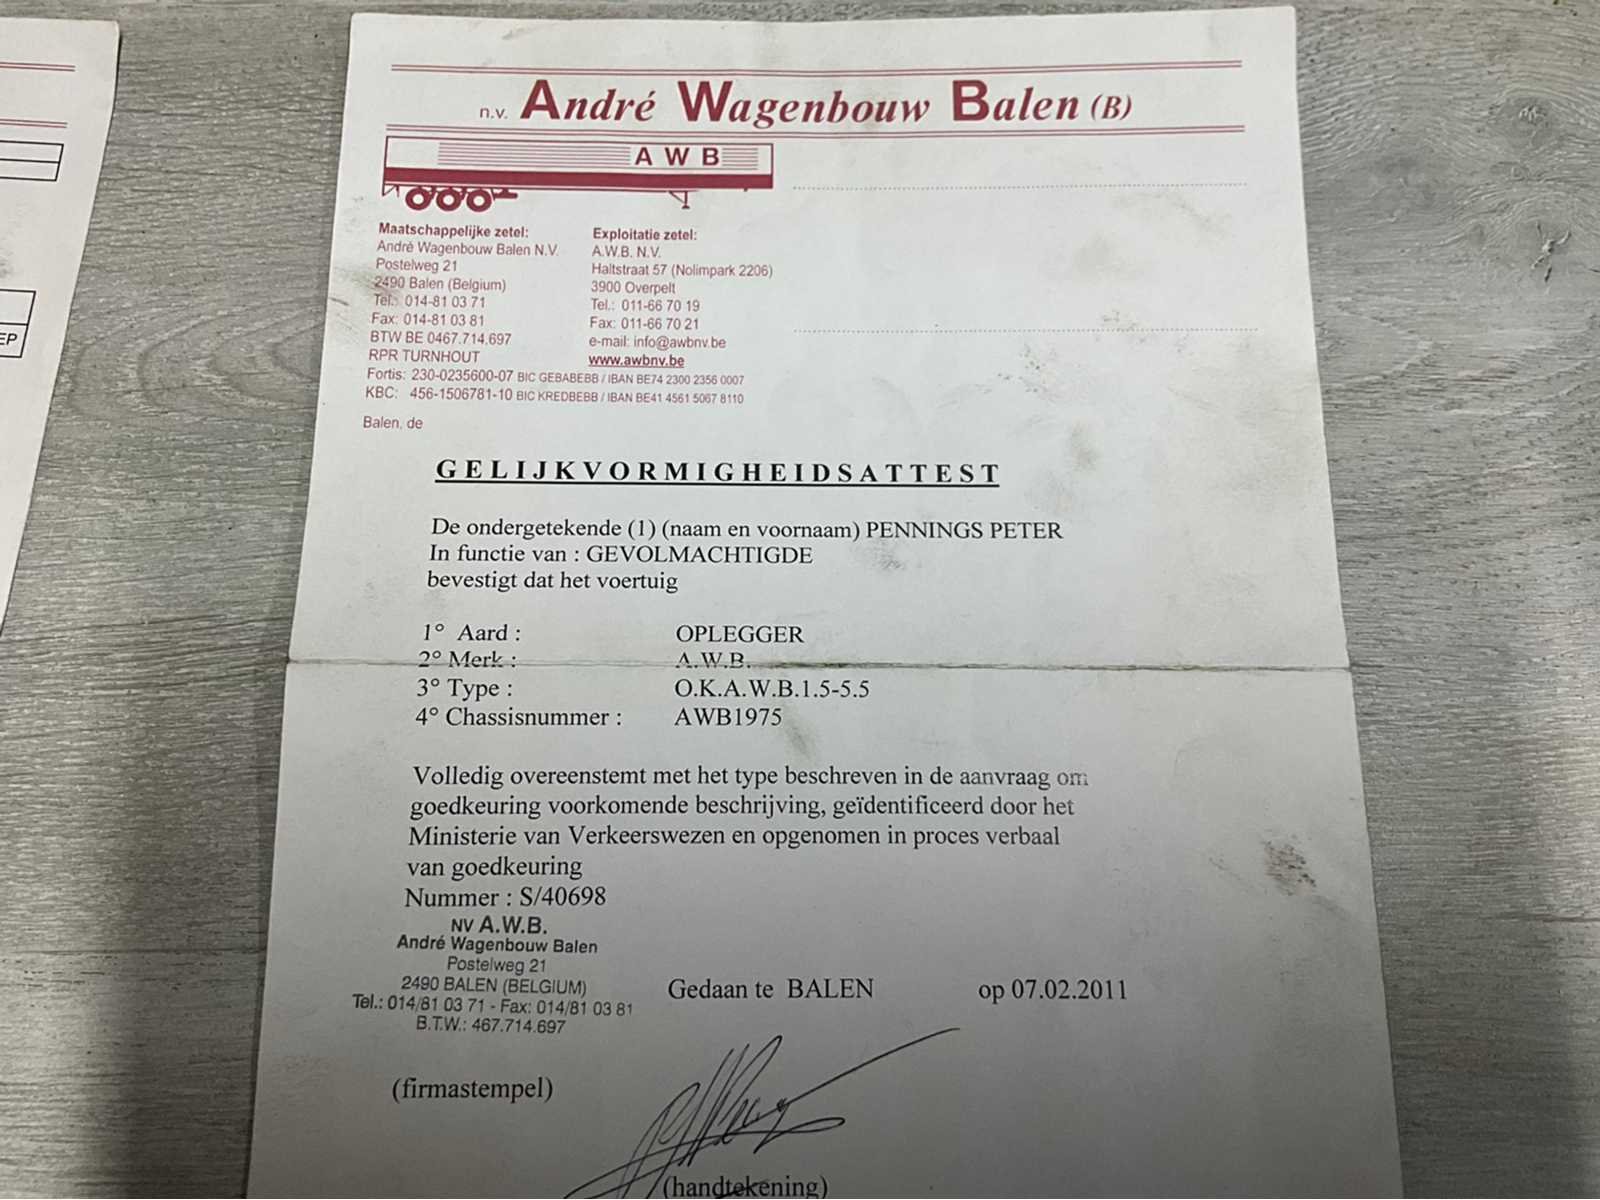 EP
n.v. André Wagenbouw Balen (B)
AWB
Maatschappelijke zetel:
André Wagenbouw Balen N.V.
Postelweg 21
2490 Balen (Belgium)
Tel.: 014-81 03 71
Fax: 014-81 03 81
BTW BE 0467.714.697
RPR TURNHOUT
Exploitatie zetel:
A.W.B. N.V.
Haltstraat 57 (Nolimpark 2206)
3900 Overpelt
Tel.: 011-66 70 19
Fax: 011-66 70 21
e-mail: info@awbnv.be
www.awbnv.be
Fortis: 230-0235600-07 BIC GEBABEBB / IBAN BE74 2300 2356 0007
KBC: 456-1506781-10 BIC KREDBEBB / IBAN BE41 4561 5067 8110
Balen, de
GELIJKVORMIGHEIDSATTEST
De ondergetekende (1) (naam en voornaam) PENNINGS PETER
In functie van : GEVOLMACHTIGDE
bevestigt dat het voertuig
1° Aard : OPLEGGER
2° Merk : A.W.B.
3° Type : O.K.A.W.B.1.5-5.5
4° Chassisnummer : AWB1975
Volledig overeenstemt met het type beschreven in de aanvraag om
goedkeuring voorkomende beschrijving, geïdentificeerd door het
Ministerie van Verkeerswezen en opgenomen in proces verbaal
van goedkeuring
Nummer : S/40698
NV A.W.B.
André Wagenbouw Balen
Postelweg 21
2490 BALEN (BELGIUM)
Tel.: 014/81 03 71 - Fax: 014/81 03 81
B.T.W.: 467.714.697
Gedaan te BALEN op 07.02.2011
(firmastempel)
(handtekening)